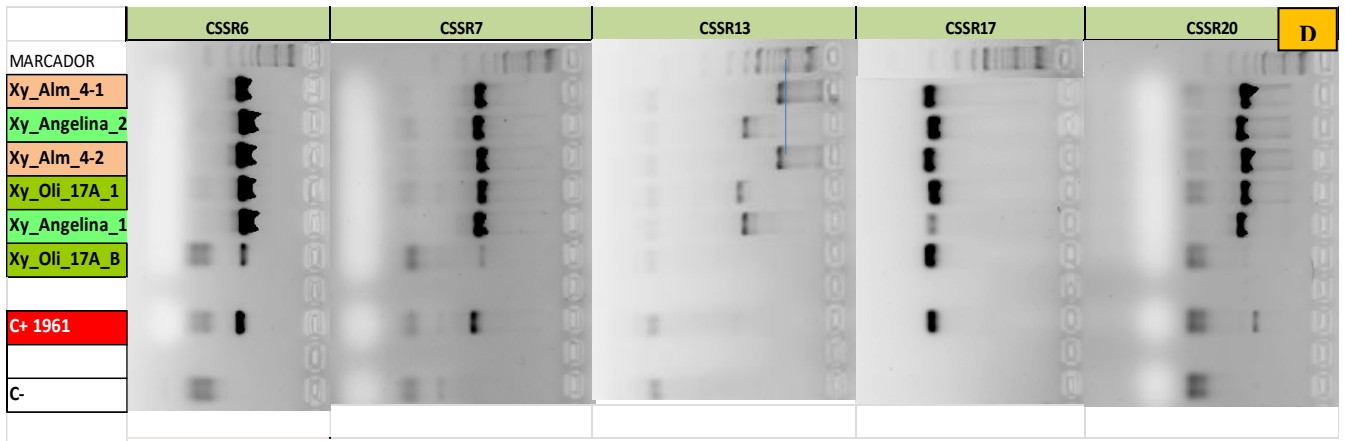 CSSR6 CSSR7 CSSR13 CSSR17 CSSR20 D
MARCADOR
Xy_Alm_4-1
Xy_Angelina_2
Xy_Alm_4-2
Xy_Oli_17A_1
Xy_Angelina_1
Xy_Oli_17A_B
C+ 1961
C-